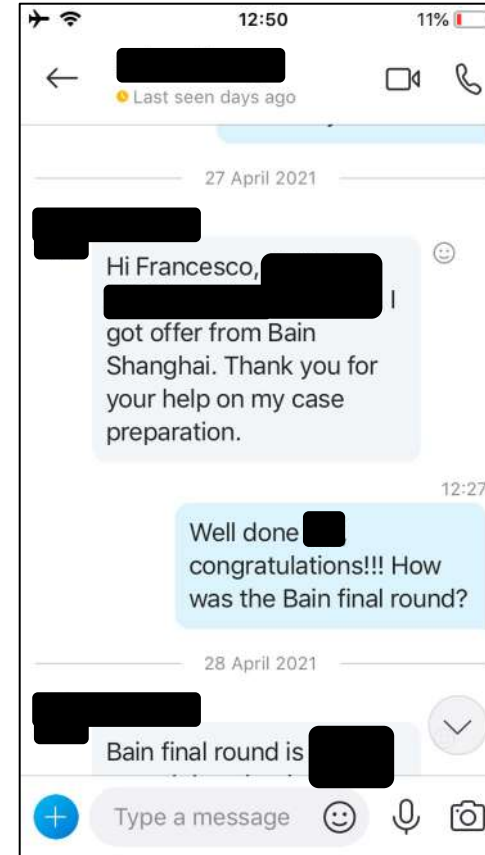 12:50
11%
Last seen days ago
27 April 2021
Hi Francesco,
I
got offer from Bain
Shanghai. Thank you for
your help on my case
preparation.
12:27
Well done
congratulations!!! How
was the Bain final round?
28 April 2021
Bain final round is
Type a message